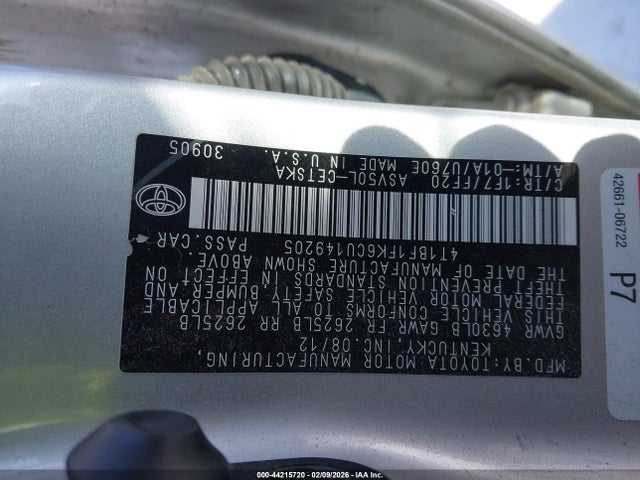 MFD. BY: TOYOTA MOTOR MANUFACTURING,
KENTUCKY, INC. 08/12
GVWR 4630LB GAWR FR 2625LB RR 2625LB
THIS VEHICLE CONFORMS TO ALL APPLICABLE
FEDERAL MOTOR VEHICLE SAFETY, BUMPER, AND
THEFT PREVENTION STANDARDS IN EFFECT ON
THE DATE OF MANUFACTURE SHOWN ABOVE.
4T1BF1FK6CU149205 PASS. CAR
C/TR:1F7/FF20 ASV50L-CETSKA
A/TM:-01A/U760E MADE IN U.S.A. 30905
42661-06722
P7
000-44215720 - 02/09/2026 - Copart, Inc.